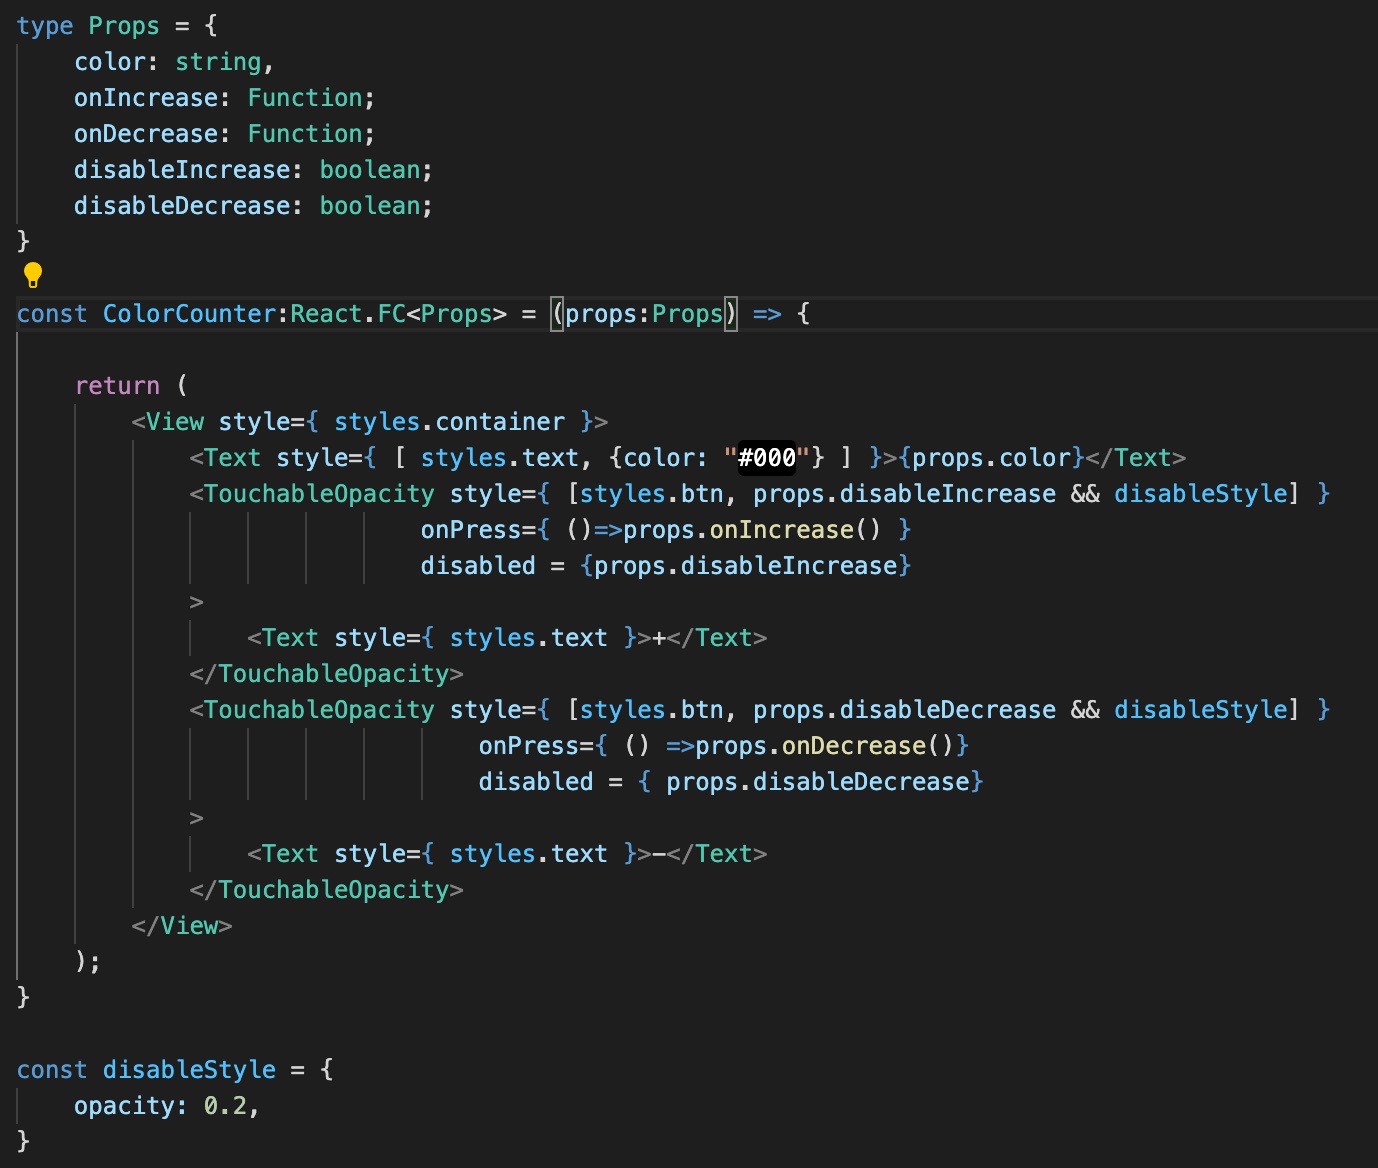 type Props = {
    color: string,
    onIncrease: Function;
    onDecrease: Function;
    disableIncrease: boolean;
    disableDecrease: boolean;
}
const ColorCounter:React.FC<Props> = (props:Props) => {
    return (
        <View style={ styles.container }>
            <Text style={ [ styles.text, {color: "#000"} ] }>{props.color}</Text>
            <TouchableOpacity style={ [styles.btn, props.disableIncrease && disableStyle] }
                            onPress={ ()=>props.onIncrease() }
                            disabled = {props.disableIncrease}
            >
                <Text style={ styles.text }>+</Text>
            </TouchableOpacity>
            <TouchableOpacity style={ [styles.btn, props.disableDecrease && disableStyle] }
                                onPress={ () =>props.onDecrease()}
                                disabled = { props.disableDecrease}
            >
                <Text style={ styles.text }>-</Text>
            </TouchableOpacity>
        </View>
    );
}
const disableStyle = {
    opacity: 0.2,
}